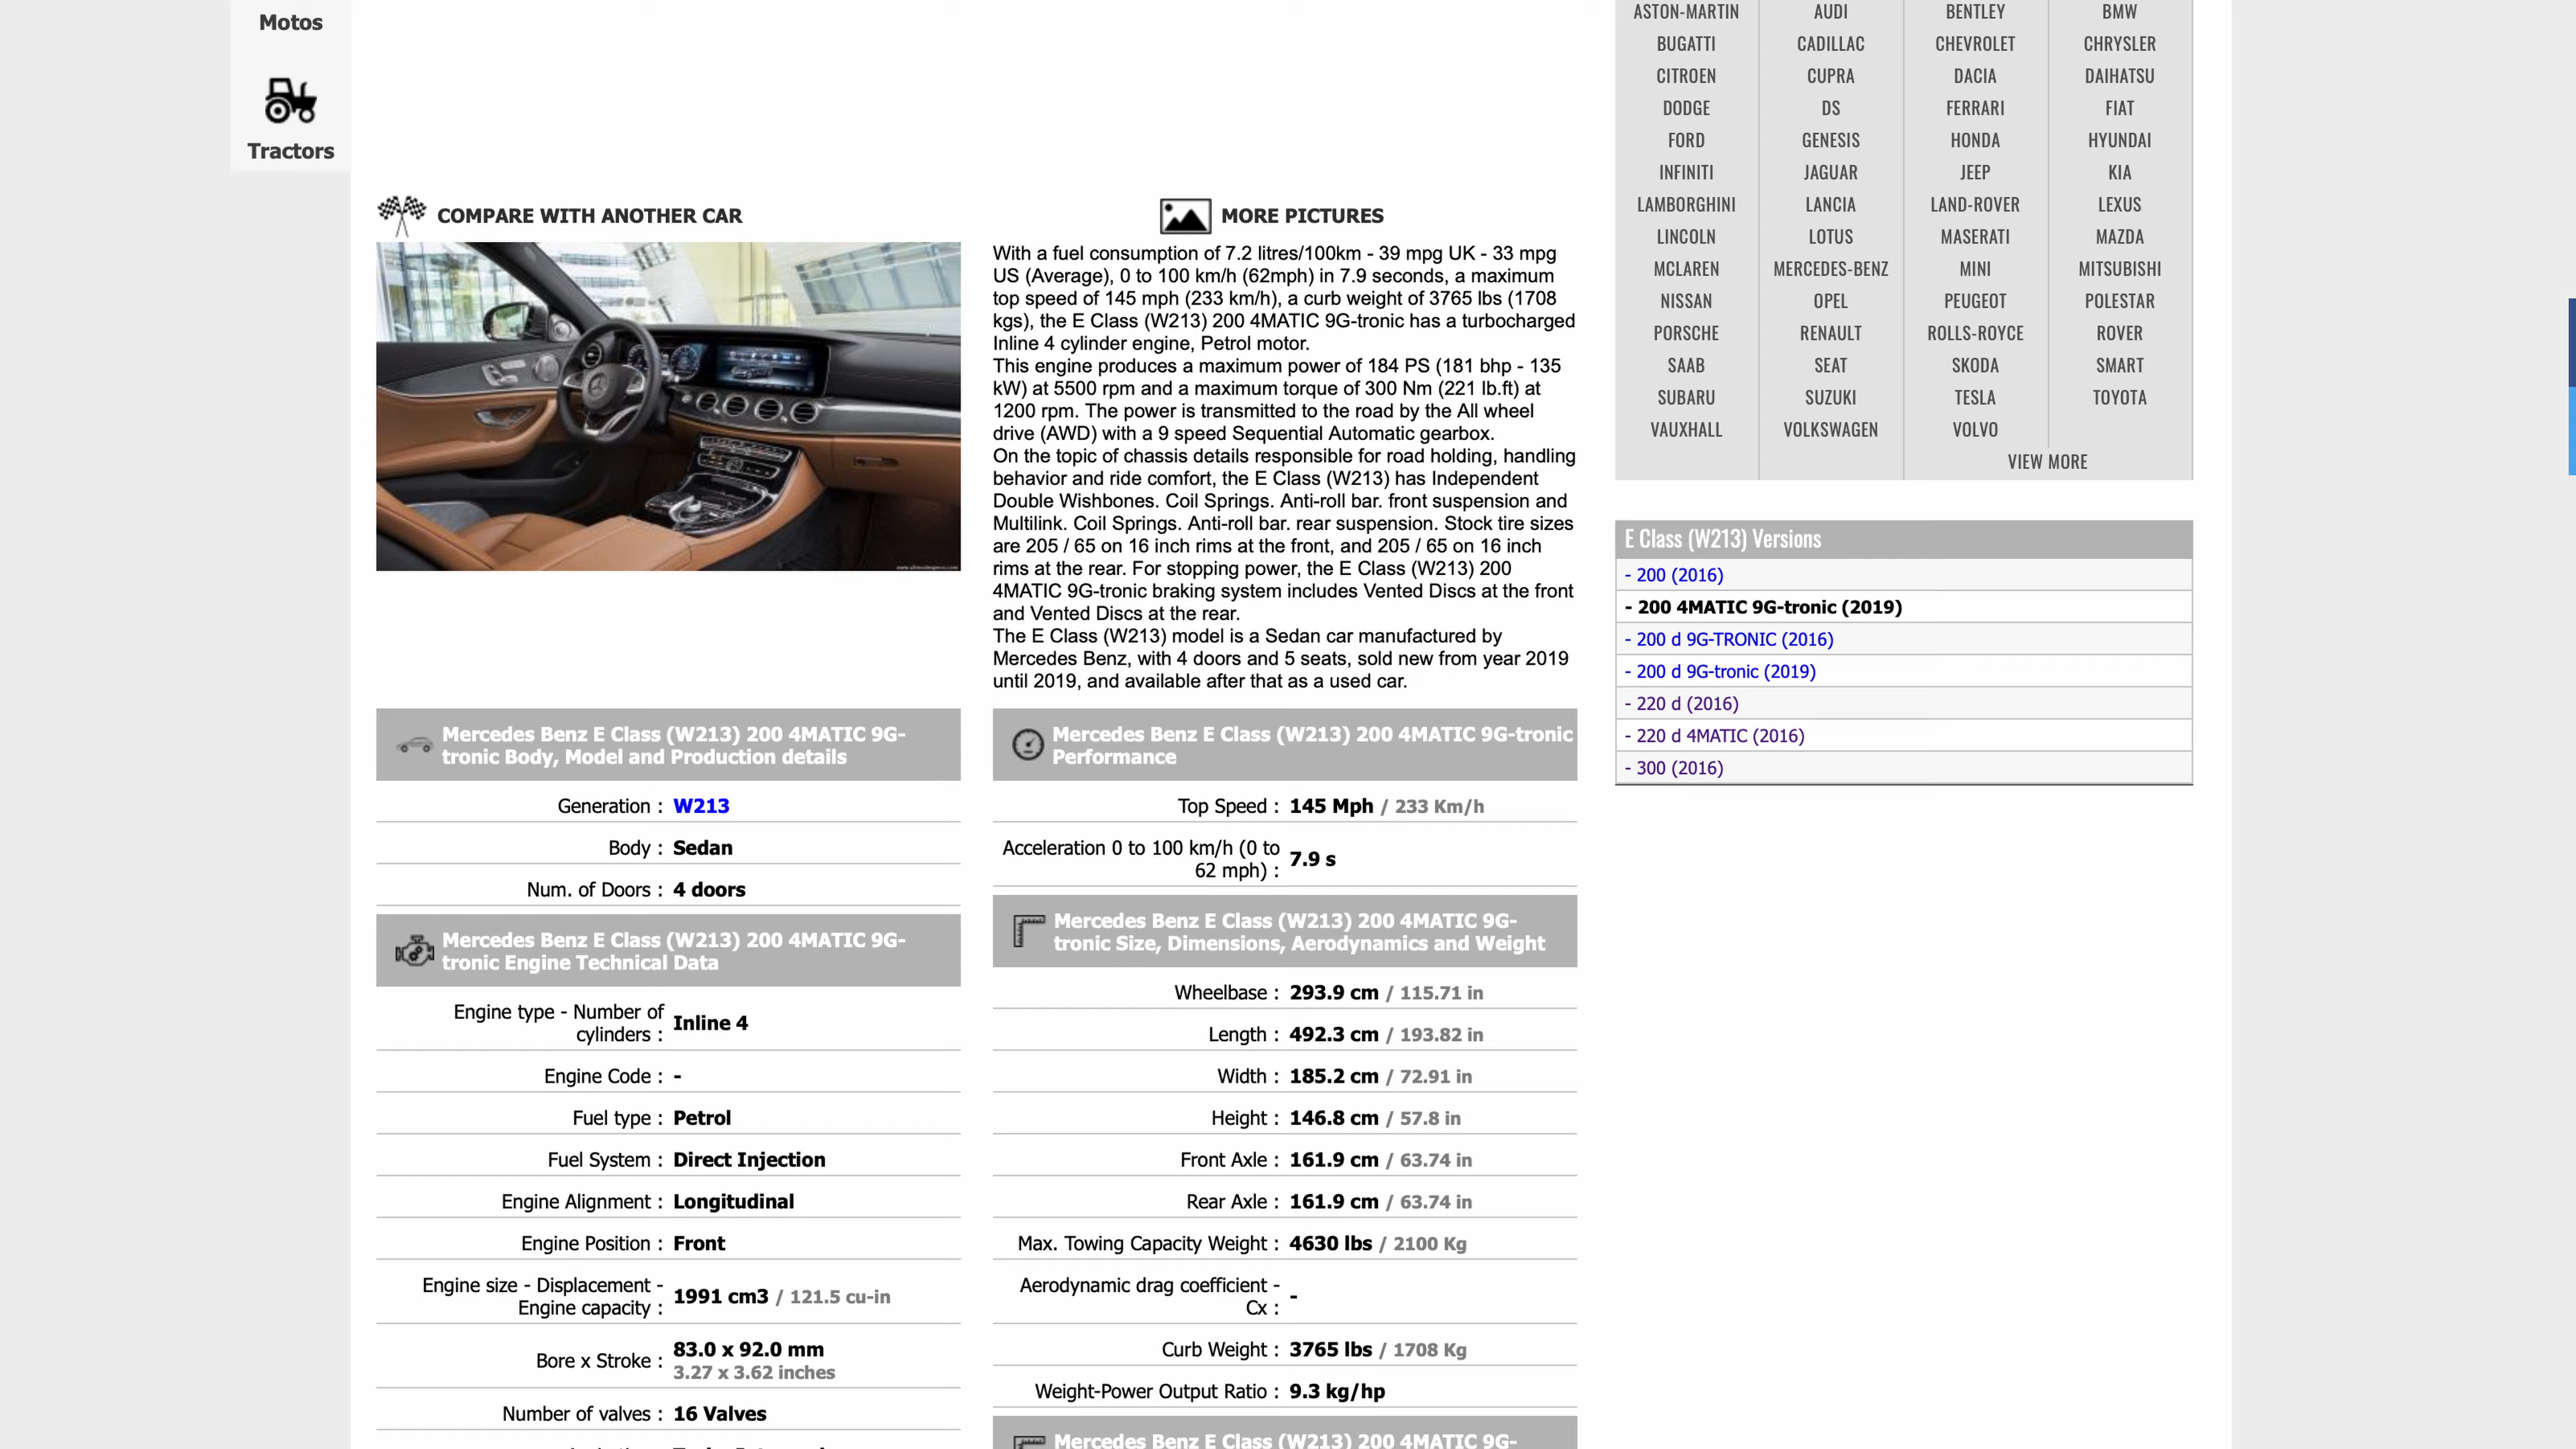 Motos
Tractors
COMPARE WITH ANOTHER CAR
MORE PICTURES
With a fuel consumption of 7.2 litres/100km - 39 mpg UK - 33 mpg
US (Average), 0 to 100 km/h (62mph) in 7.9 seconds, a maximum
top speed of 145 mph (233 km/h), a curb weight of 3765 lbs (1708
kgs), the E Class (W213) 200 4MATIC 9G-tronic has a turbocharged
Inline 4 cylinder engine, Petrol motor.
This engine produces a maximum power of 184 PS (181 bhp - 135
kW) at 5500 rpm and a maximum torque of 300 Nm (221 lb.ft) at
1200 rpm. The power is transmitted to the road by the All wheel
drive (AWD) with a 9 speed Sequential Automatic gearbox.
On the topic of chassis details responsible for road holding, handling
behavior and ride comfort, the E Class (W213) has Independent
Double Wishbones. Coil Springs. Anti-roll bar. front suspension and
Multilink. Coil Springs. Anti-roll bar. rear suspension. Stock tire sizes
are 205 / 65 on 16 inch rims at the front, and 205 / 65 on 16 inch
rims at the rear. For stopping power, the E Class (W213) 200
4MATIC 9G-tronic braking system includes Vented Discs at the front
and Vented Discs at the rear.
The E Class (W213) model is a Sedan car manufactured by
Mercedes Benz, with 4 doors and 5 seats, sold new from year 2019
until 2019, and available after that as a used car.
Mercedes Benz E Class (W213) 200 4MATIC 9G-
tronic Body, Model and Production details
Generation : W213
Body : Sedan
Num. of Doors : 4 doors
Mercedes Benz E Class (W213) 200 4MATIC 9G-
tronic Engine Technical Data
Engine type - Number of
cylinders : Inline 4
Engine Code : -
Fuel type : Petrol
Fuel System : Direct Injection
Engine Alignment : Longitudinal
Engine Position : Front
Engine size - Displacement -
Engine capacity : 1991 cm3 / 121.5 cu-in
Bore x Stroke : 83.0 x 92.0 mm
3.27 x 3.62 inches
Number of valves : 16 Valves
Mercedes Benz E Class (W213) 200 4MATIC 9G-tronic
Performance
Top Speed : 145 Mph / 233 Km/h
Acceleration 0 to 100 km/h (0 to
62 mph) : 7.9 s
Mercedes Benz E Class (W213) 200 4MATIC 9G-
tronic Size, Dimensions, Aerodynamics and Weight
Wheelbase : 293.9 cm / 115.71 in
Length : 492.3 cm / 193.82 in
Width : 185.2 cm / 72.91 in
Height : 146.8 cm / 57.8 in
Front Axle : 161.9 cm / 63.74 in
Rear Axle : 161.9 cm / 63.74 in
Max. Towing Capacity Weight : 4630 lbs / 2100 Kg
Aerodynamic drag coefficient -
Cx : -
Curb Weight : 3765 lbs / 1708 Kg
Weight-Power Output Ratio : 9.3 kg/hp
Mercedes Benz E Class (W213) 200 4MATIC 9G-
ASTON-MARTIN AUDI BENTLEY BMW
BUGATTI CADILLAC CHEVROLET CHRYSLER
CITROEN CUPRA DACIA DAIHATSU
DODGE DS FERRARI FIAT
FORD GENESIS HONDA HYUNDAI
INFINITI JAGUAR JEEP KIA
LAMBORGHINI LANCIA LAND-ROVER LEXUS
LINCOLN LOTUS MASERATI MAZDA
MCLAREN MERCEDES-BENZ MINI MITSUBISHI
NISSAN OPEL PEUGEOT POLESTAR
PORSCHE RENAULT ROLLS-ROYCE ROVER
SAAB SEAT SKODA SMART
SUBARU SUZUKI TESLA TOYOTA
VAUXHALL VOLKSWAGEN VOLVO
VIEW MORE
E Class (W213) Versions
- 200 (2016)
- 200 4MATIC 9G-tronic (2019)
- 200 d 9G-TRONIC (2016)
- 200 d 9G-tronic (2019)
- 220 d (2016)
- 220 d 4MATIC (2016)
- 300 (2016)